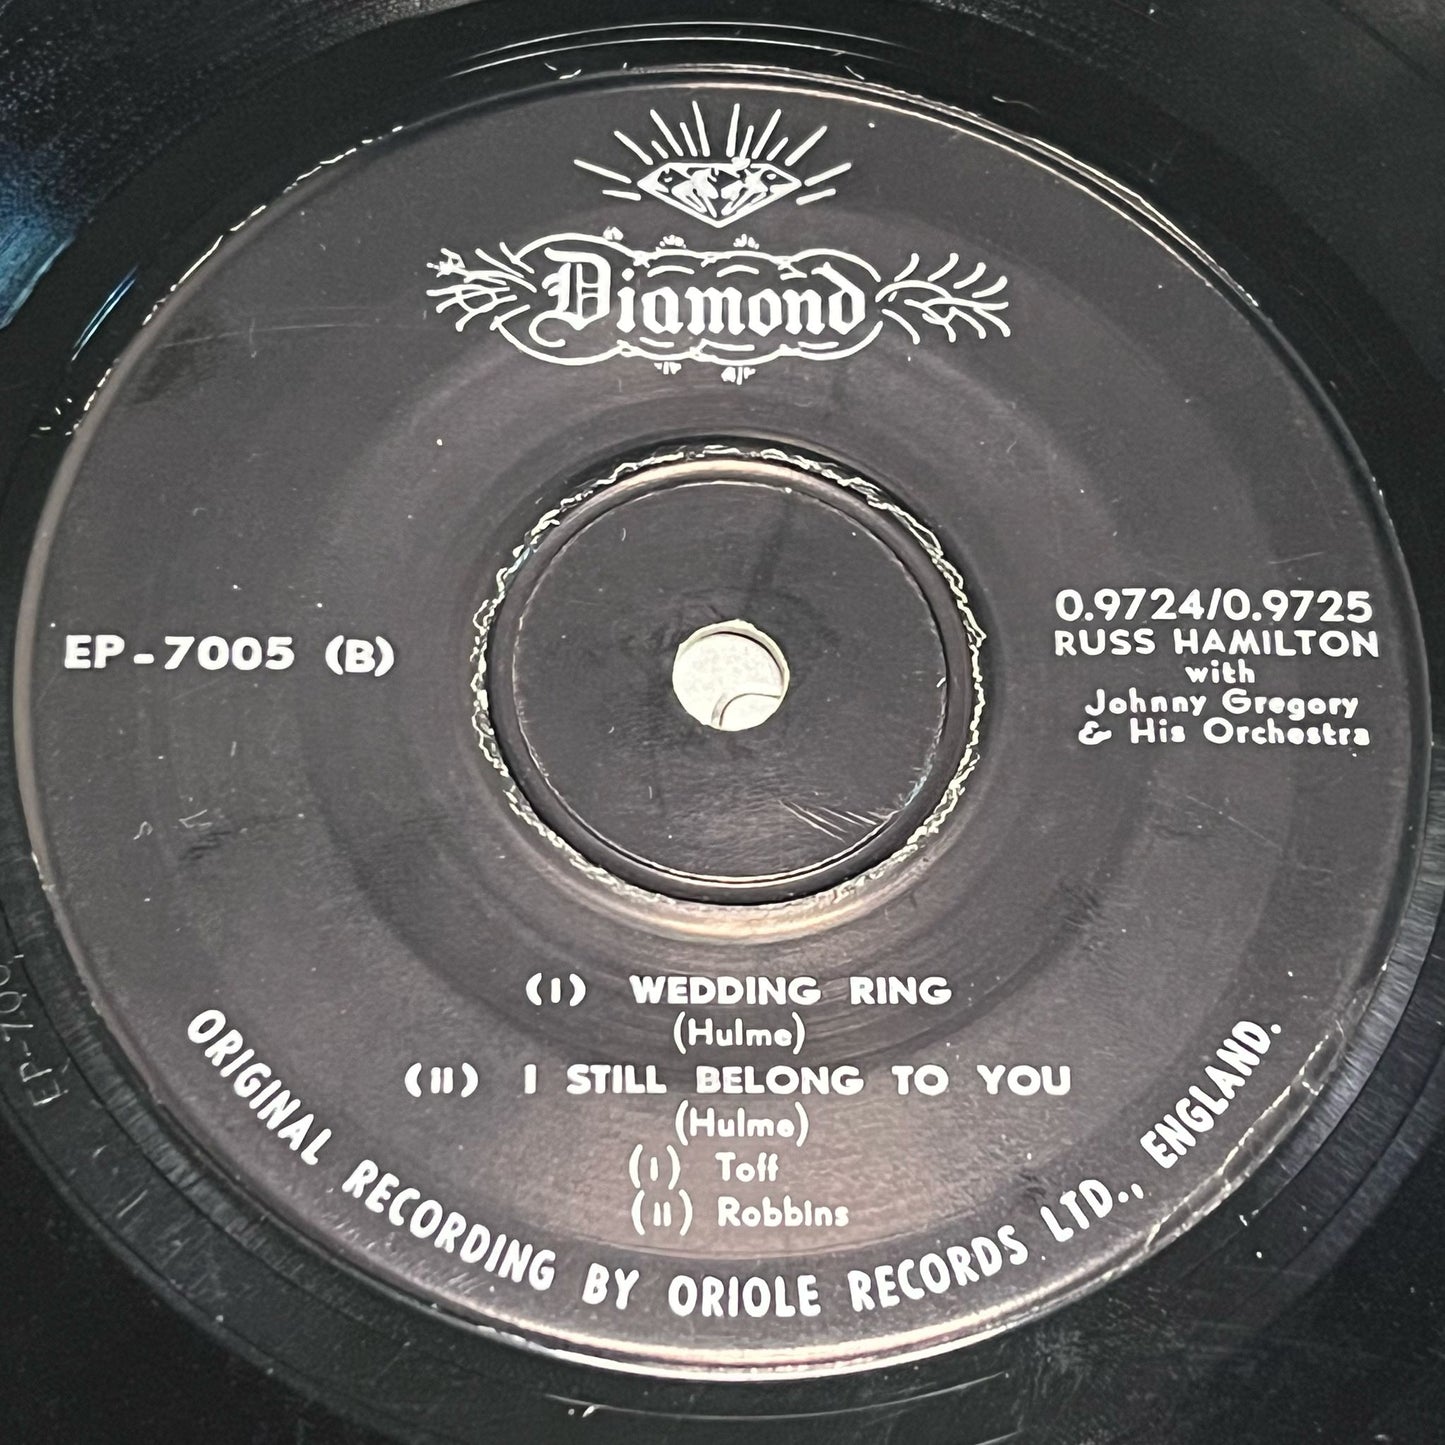 Diamond
EP-7005 (B)
0.9724/0.9725
RUSS HAMILTON
with
Johnny Gregory
& His Orchestra
(I) WEDDING RING
(Hulme)
(II) I STILL BELONG TO YOU
(Hulme)
(I) Toff
(II) Robbins
ORIGINAL RECORDING BY ORIOLE RECORDS LTD., ENGLAND.